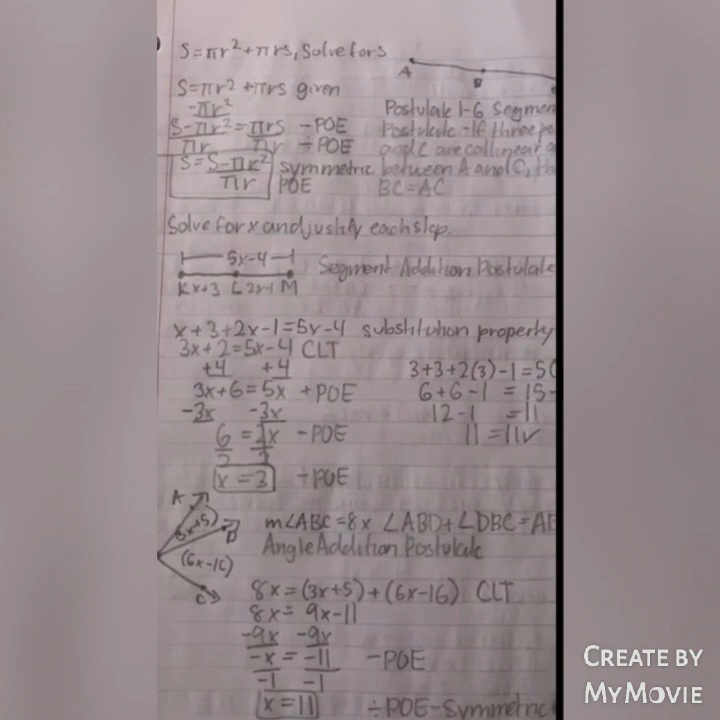 S=πr²+πrs, Solve for s
A
B
S=πr²+πrs given
-πr²
Postulate 1-6 Segmen
S-πr²=πrs -POE
Postulate-If three po
πr πr ÷POE
and C are collinear a
S=S-πr² symmetric
between A and C, th
πr POE
BC=AC
Solve for x and justify each step.
5x-4
Segment Addition Postulate
K x+3 L 2x-1 M
x+3+2x-1=5x-4 substitution property
3x+2=5x-4 CLT
+4 +4
3+3+2(3)-1=5(
3x+6=5x +POE
6+6-1 =15-
-3x -3x
12-1 =11
6=2x -POE
11=11✓
2 2
x=3 ÷POE
A
(3x+5)
D
m∠ABC=8x ∠ABD+∠DBC=AB
Angle Addition Postulate
(6x-16)
C
8x=(3x+5)+(6x-16) CLT
8x= 9x-11
-9x -9x
-x = -11 -POE
-1 -1
x=11 ÷POE-Symmetric
CREATE BY
MYMOVIE